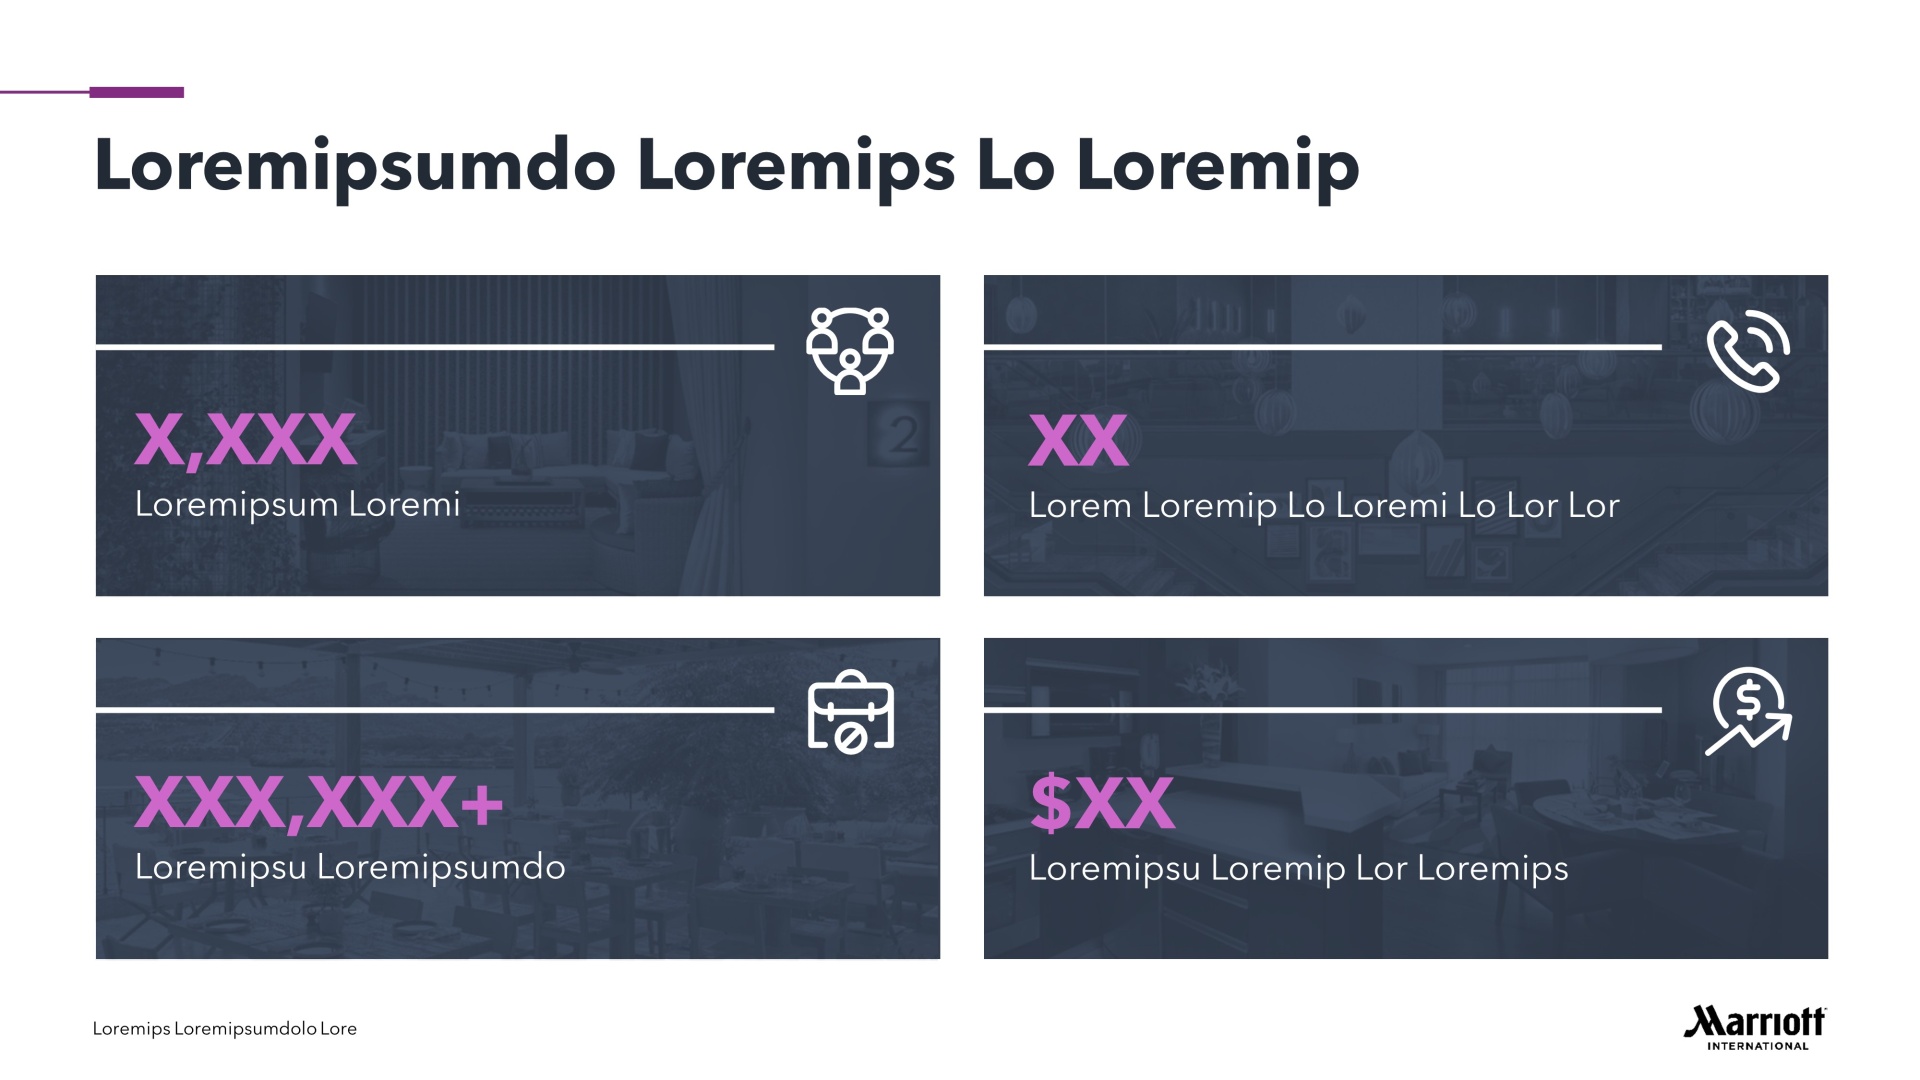 Loremipsumdo Loremips Lo Loremip
X,XXX
Loremipsum Loremi
2
XX
Lorem Loremip Lo Loremi Lo Lor Lor
XXX,XXX+
Loremipsu Loremipsumdo
$
$XX
Loremipsu Loremip Lor Loremips
Loremips Loremipsumdolo Lore
Marriott
INTERNATIONAL